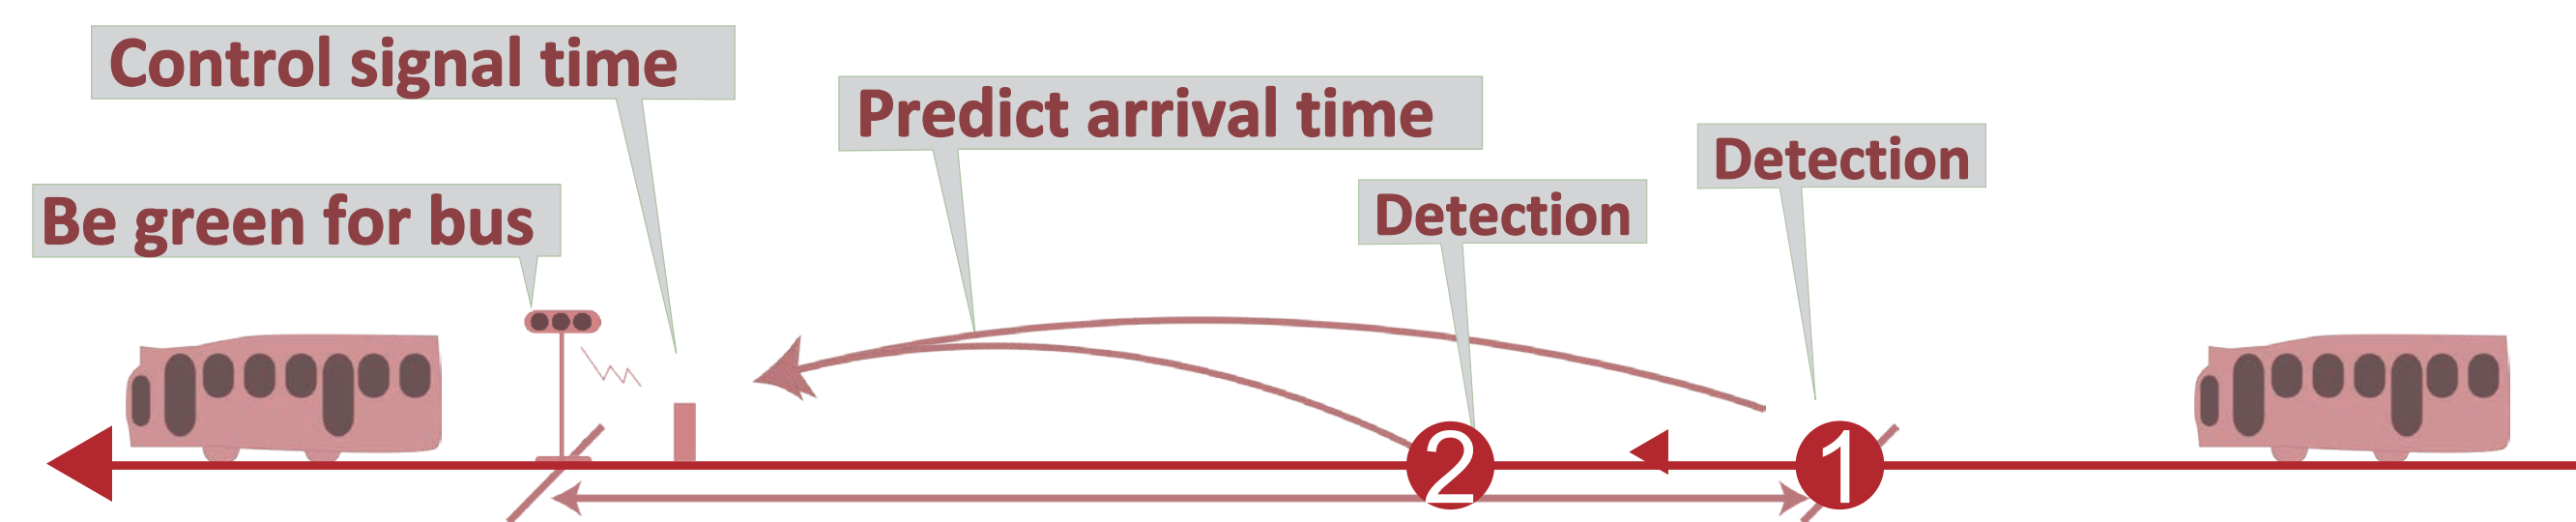 Control signal time
Predict arrival time
Detection
Be green for bus
Detection
2
1